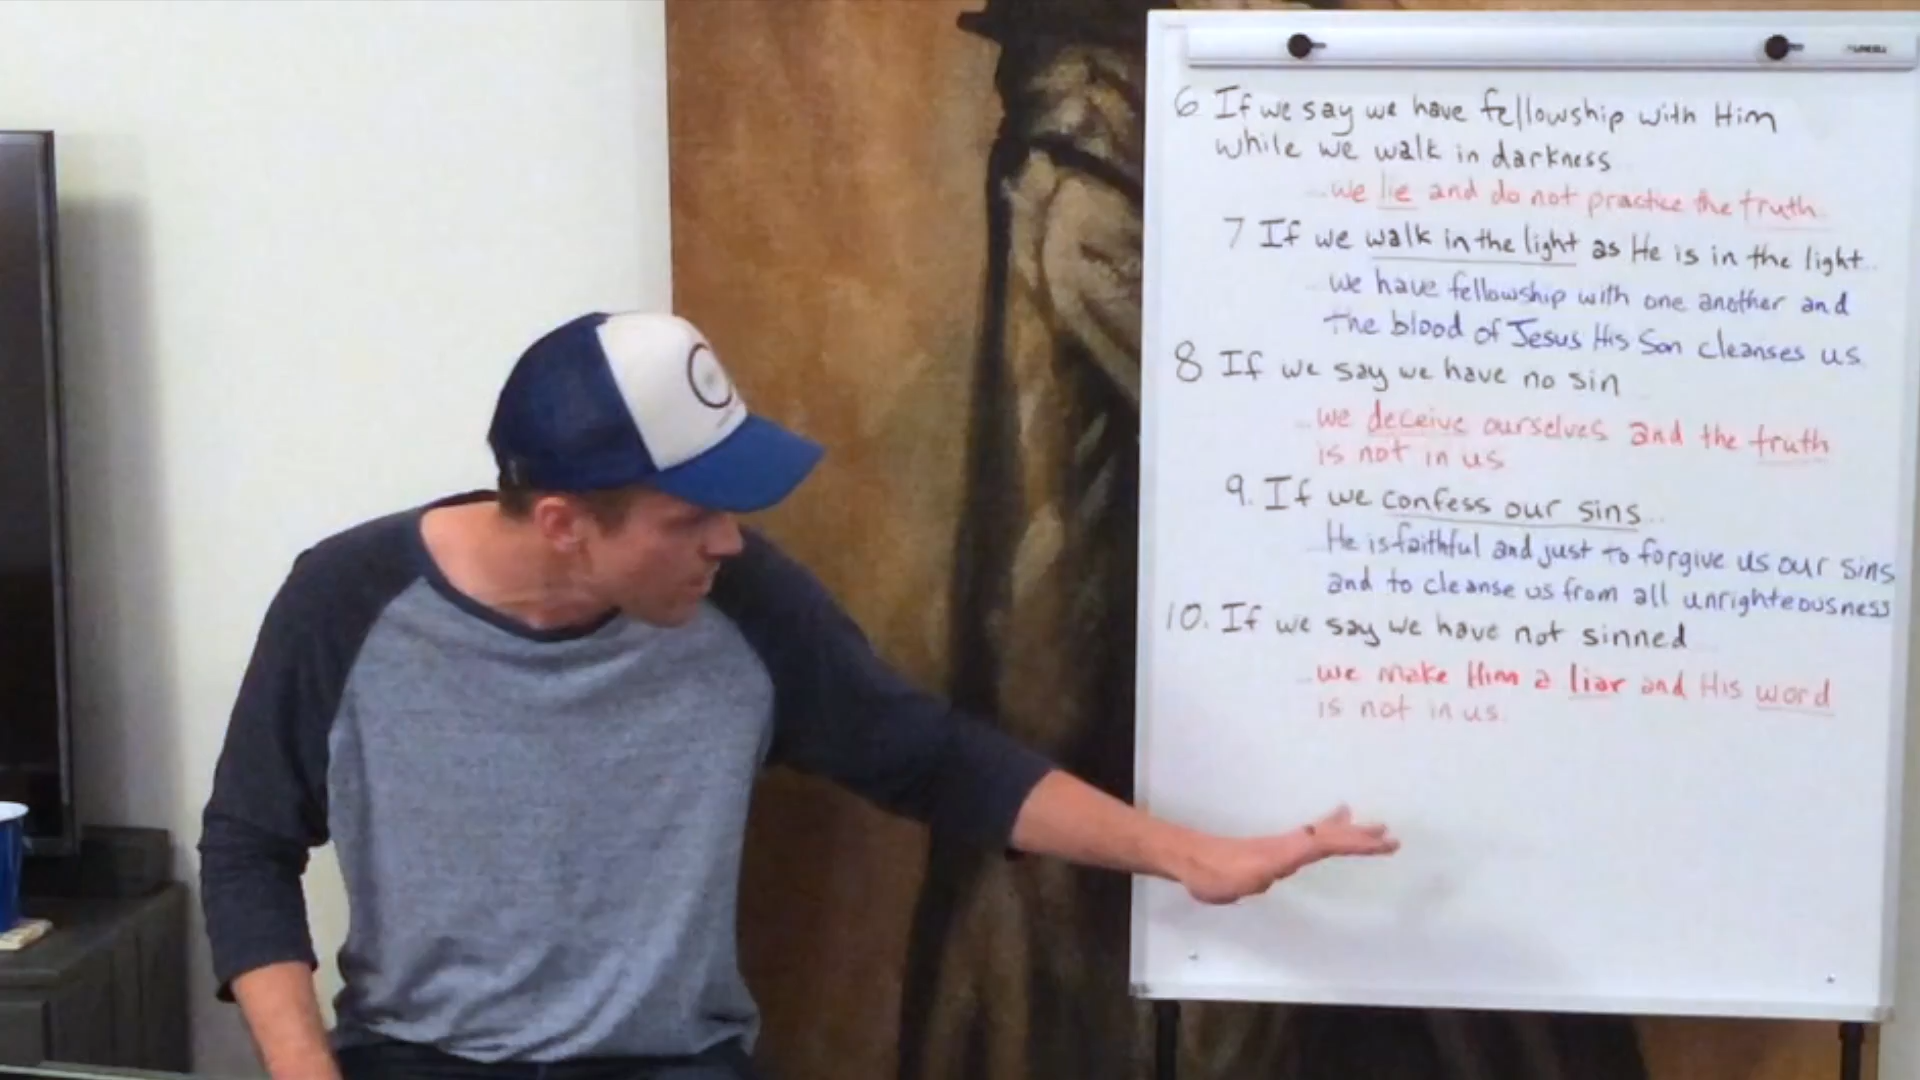 6 If we say we have fellowship with Him
while we walk in darkness
...we lie and do not practice the truth.
7 If we walk in the light as He is in the light...
...we have fellowship with one another and
the blood of Jesus His Son cleanses us
8 If we say we have no sin
...we deceive ourselves and the truth
is not in us
9. If we confess our sins...
...He is faithful and just to forgive us our sins
and to cleanse us from all unrighteousness
10. If we say we have not sinned
...we make Him a liar and His word
is not in us.